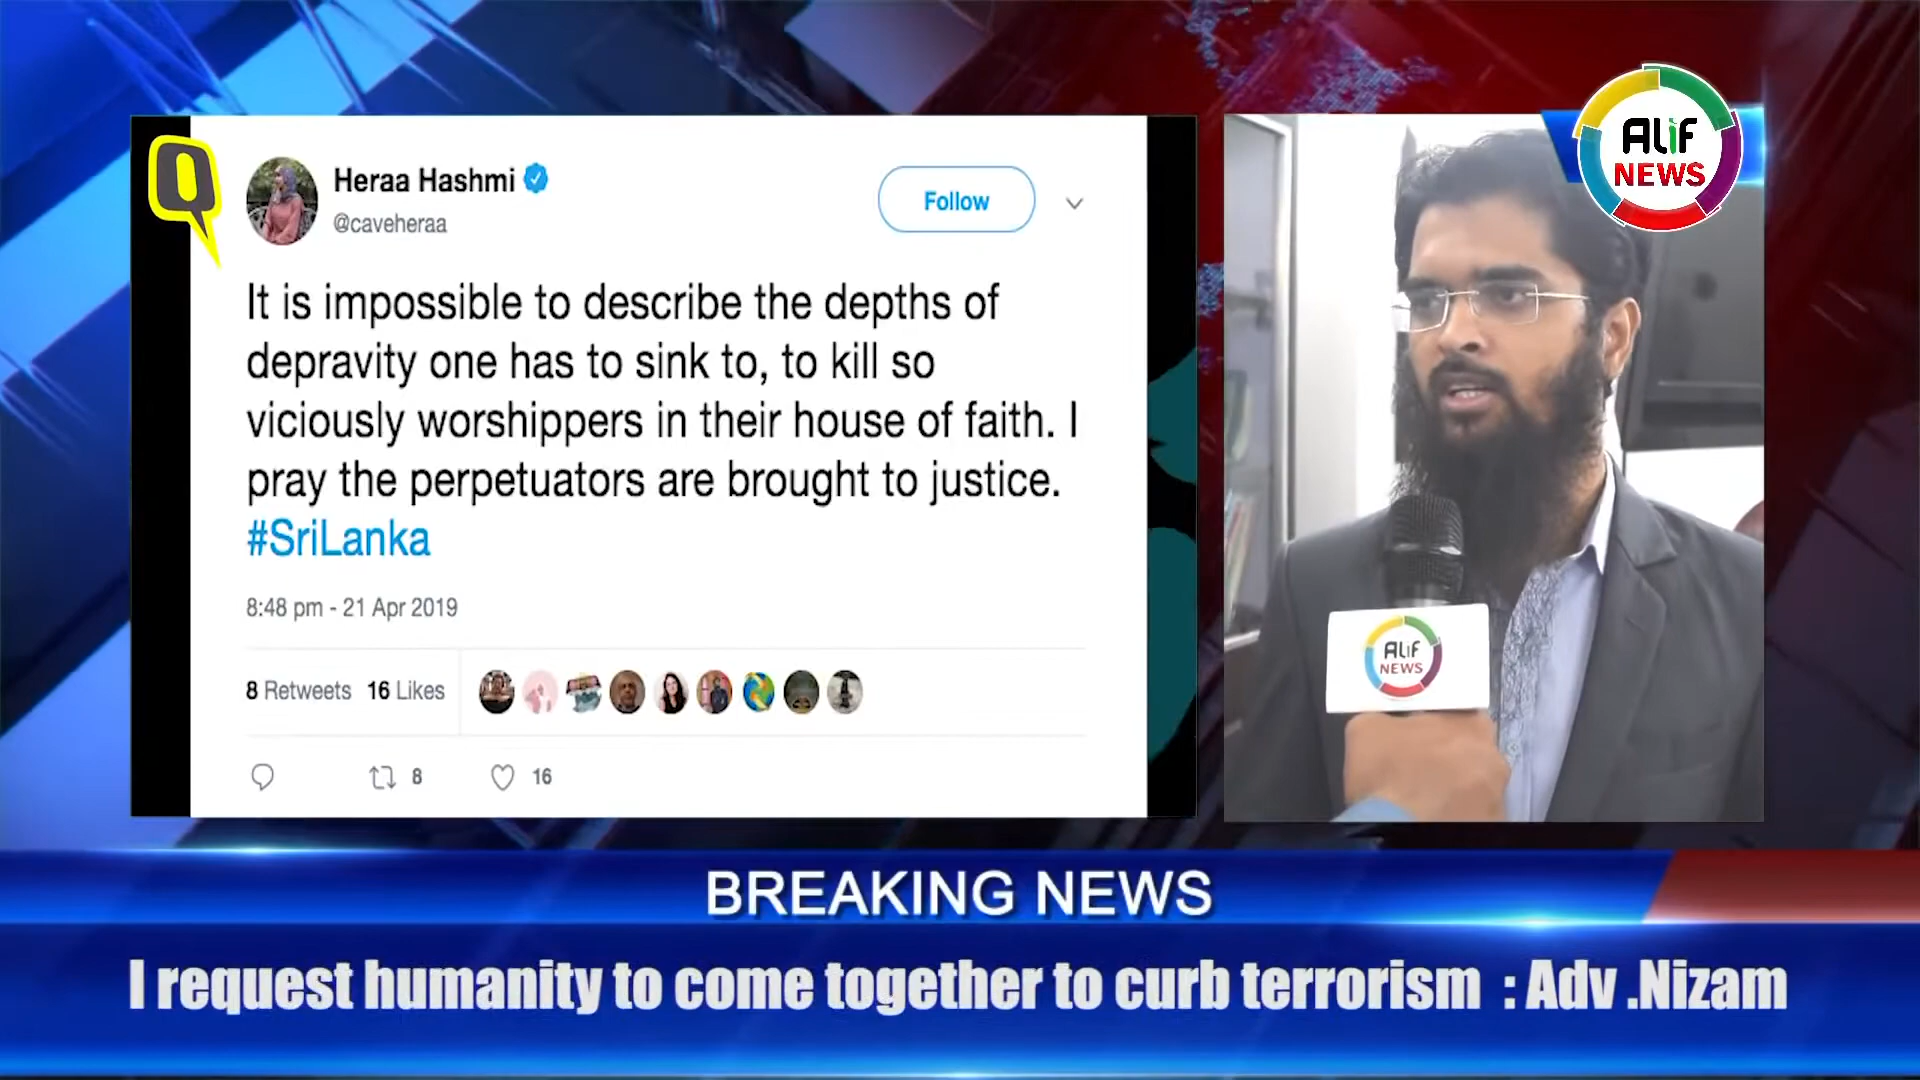 Q
Heraa Hashmi
@caveheraa
Follow
It is impossible to describe the depths of
depravity one has to sink to, to kill so
viciously worshippers in their house of faith. I
pray the perpetuators are brought to justice.
#SriLanka
8:48 pm - 21 Apr 2019
8 Retweets 16 Likes
8 16
ALiF
NEWS
ALiF
NEWS
BREAKING NEWS
I request humanity to come together to curb terrorism : Adv .Nizam